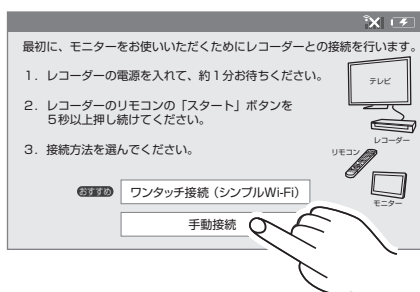 最初に、モニターをお使いいただくためにレコーダーとの接続を行います。
1. レコーダーの電源を入れて、約1分お待ちください。
2. レコーダーのリモコンの「スタート」ボタンを
5秒以上押し続けてください。
3. 接続方法を選んでください。
テレビ
レコーダー
リモコン
モニター
おすすめ ワンタッチ接続（シンプルWi-Fi）
手動接続